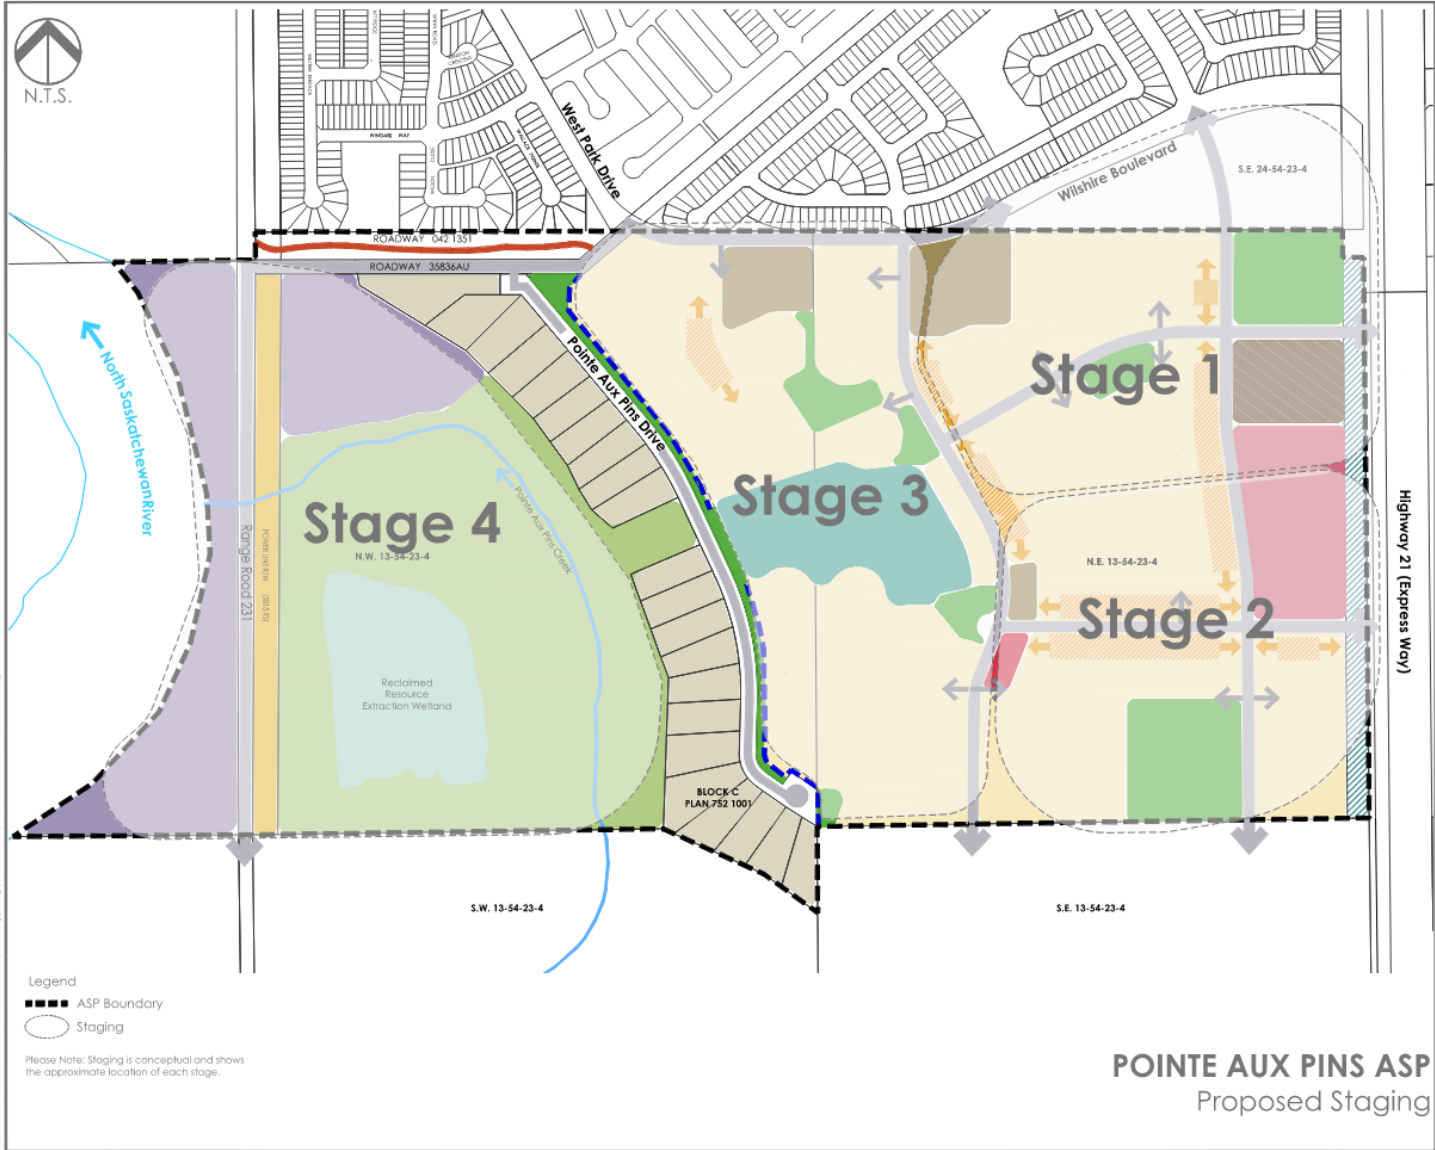 N.T.S.
WINGATE WAY
West Park Drive
Wilshire Boulevard
S.E. 24-54-23-4
ROADWAY 042 1351
ROADWAY 35836AU
North Saskatchewan River
Pointe Aux Pins Drive
Stage 1
Stage 3
Stage 4
N.W. 13-54-23-4
Pointe Aux Pins Creek
Range Road 231
N.E. 13-54-23-4
Stage 2
Highway 21 (Express Way)
Reclaimed
Resource
Extraction Wetland
BLOCK C
PLAN 752 1001
S.W. 13-54-23-4
S.E. 13-54-23-4
Legend
ASP Boundary
Staging
Please Note: Staging is conceptual and shows
the approximate location of each stage.
POINTE AUX PINS ASP
Proposed Staging